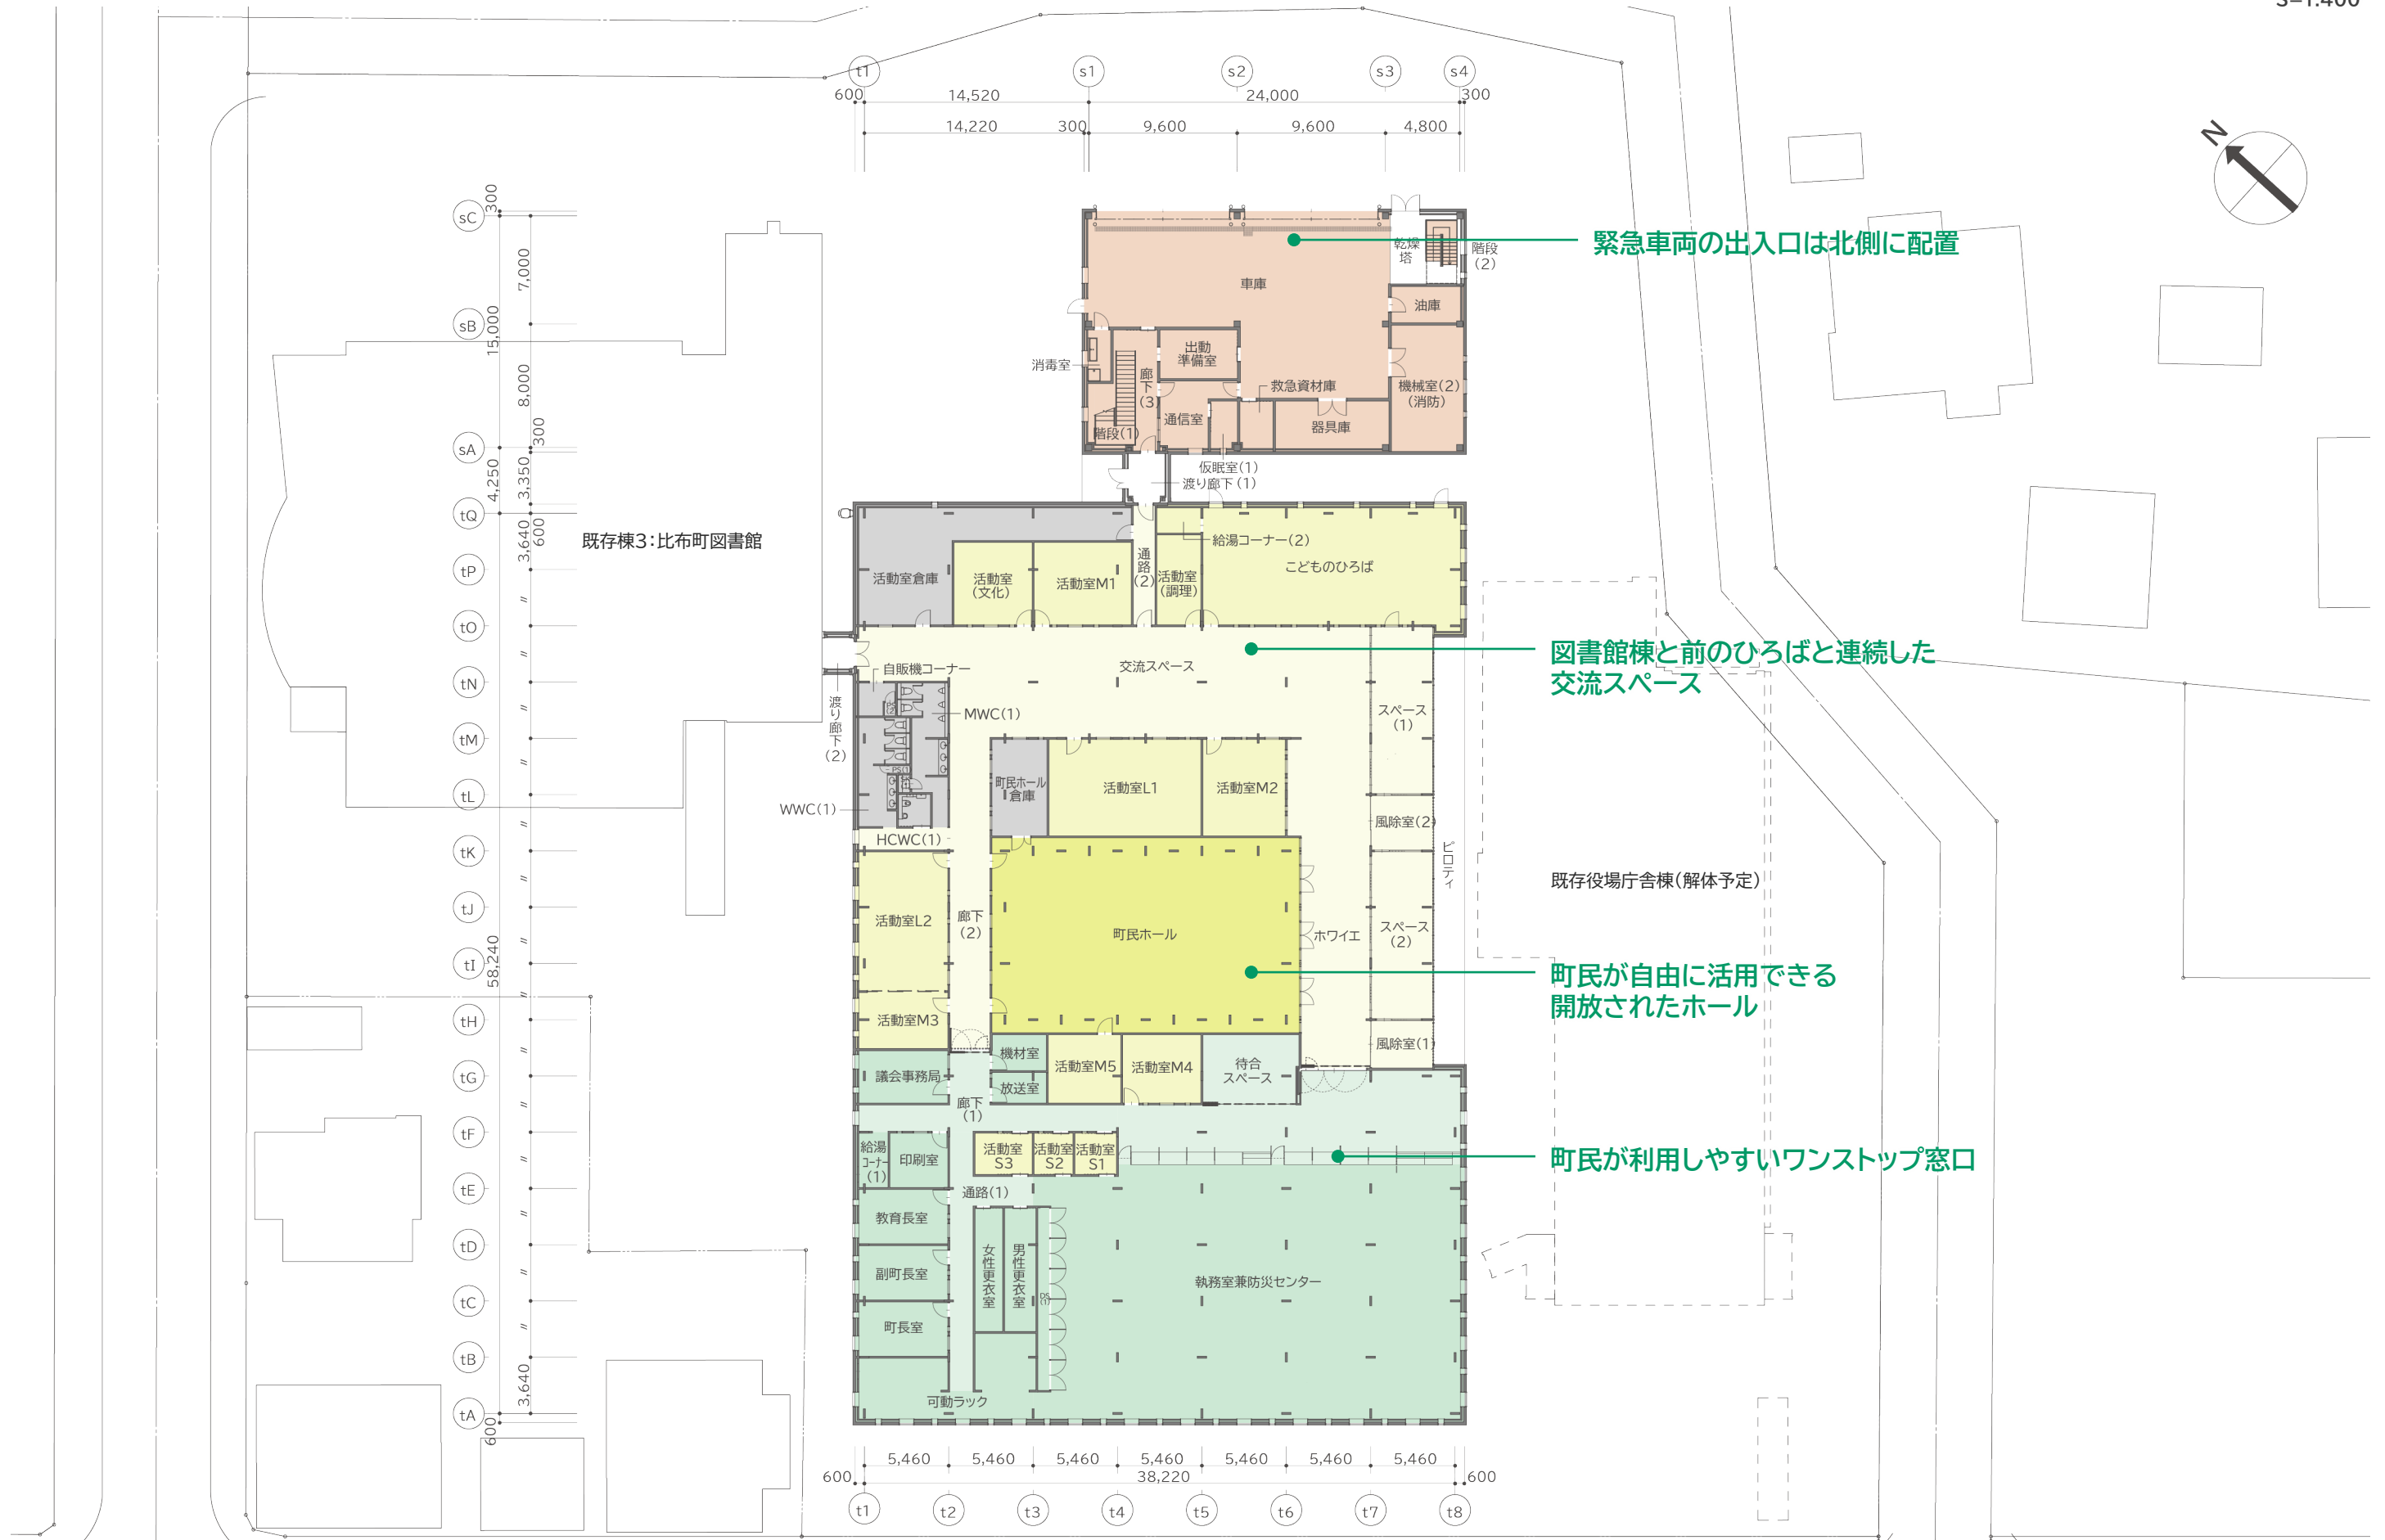 S=1:400
t1
s1
s2
s3
s4
600
14,520
24,000
300
14,220
300
9,600
9,600
4,800
N
sC
300
7,000
sB
15,000
8,000
300
sA
4,250
3,350
tQ
3,640
600
tP
〃
tO
〃
tN
〃
tM
〃
tL
〃
tK
〃
tJ
〃
58,240
tI
〃
tH
〃
tG
〃
tF
〃
tE
〃
tD
〃
tC
〃
tB
3,640
tA
600
既存棟3：比布町図書館
緊急車両の出入口は北側に配置
乾燥
塔
階段
(2)
車庫
油庫
消毒室
出動
準備室
廊下
(3)
救急資材庫
機械室(2)
(消防)
通信室
器具庫
階段(1)
仮眠室(1)
渡り廊下(1)
給湯コーナー(2)
通路
(2)
活動室倉庫
活動室
(文化)
活動室M1
活動室
(調理)
こどものひろば
図書館棟と前のひろばと連続した
交流スペース
自販機コーナー
交流スペース
渡り廊下
(2)
MWC(1)
スペース
(1)
町民ホール
倉庫
活動室L1
活動室M2
WWC(1)
PS(1)
HCWC(1)
風除室(2)
ピロティ
既存役場庁舎棟(解体予定)
活動室L2
廊下
(2)
町民ホール
ホワイエ
スペース
(2)
町民が自由に活用できる
開放されたホール
活動室M3
風除室(1)
機材室
議会事務局
活動室M5
活動室M4
待合
スペース
放送室
廊下
(1)
給湯
コーナー
(1)
印刷室
活動室
S3
活動室
S2
活動室
S1
町民が利用しやすいワンストップ窓口
通路(1)
教育長室
副町長室
女性更衣室
男性更衣室
DS
(1)
執務室兼防災センター
町長室
可動ラック
5,460
5,460
5,460
5,460
5,460
5,460
5,460
600
38,220
600
t1
t2
t3
t4
t5
t6
t7
t8